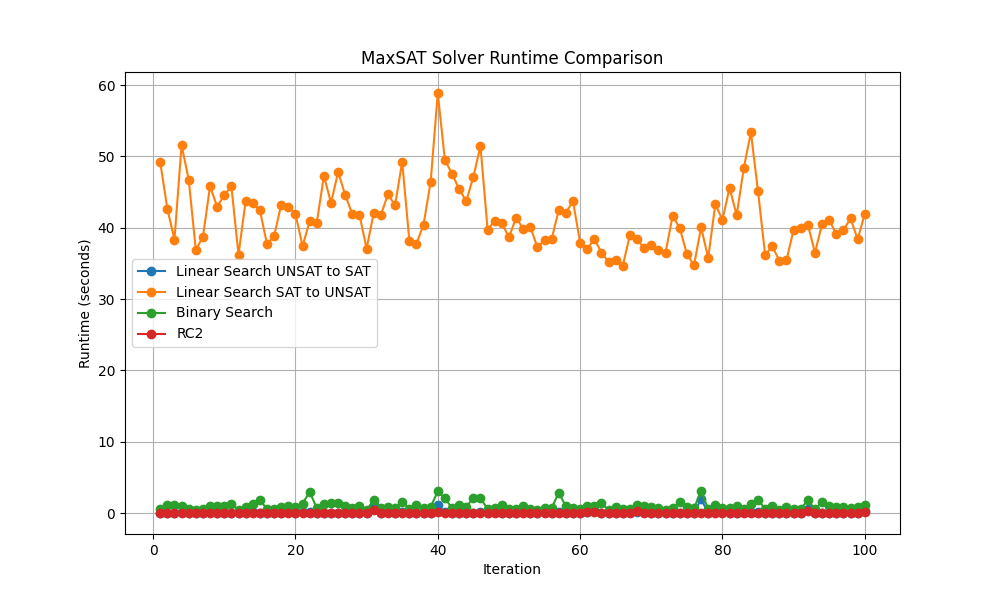 MaxSAT Solver Runtime Comparison
60
50
40
30
20
10
0
Runtime (seconds)
Linear Search UNSAT to SAT
Linear Search SAT to UNSAT
Binary Search
RC2
0 20 40 60 80 100
Iteration